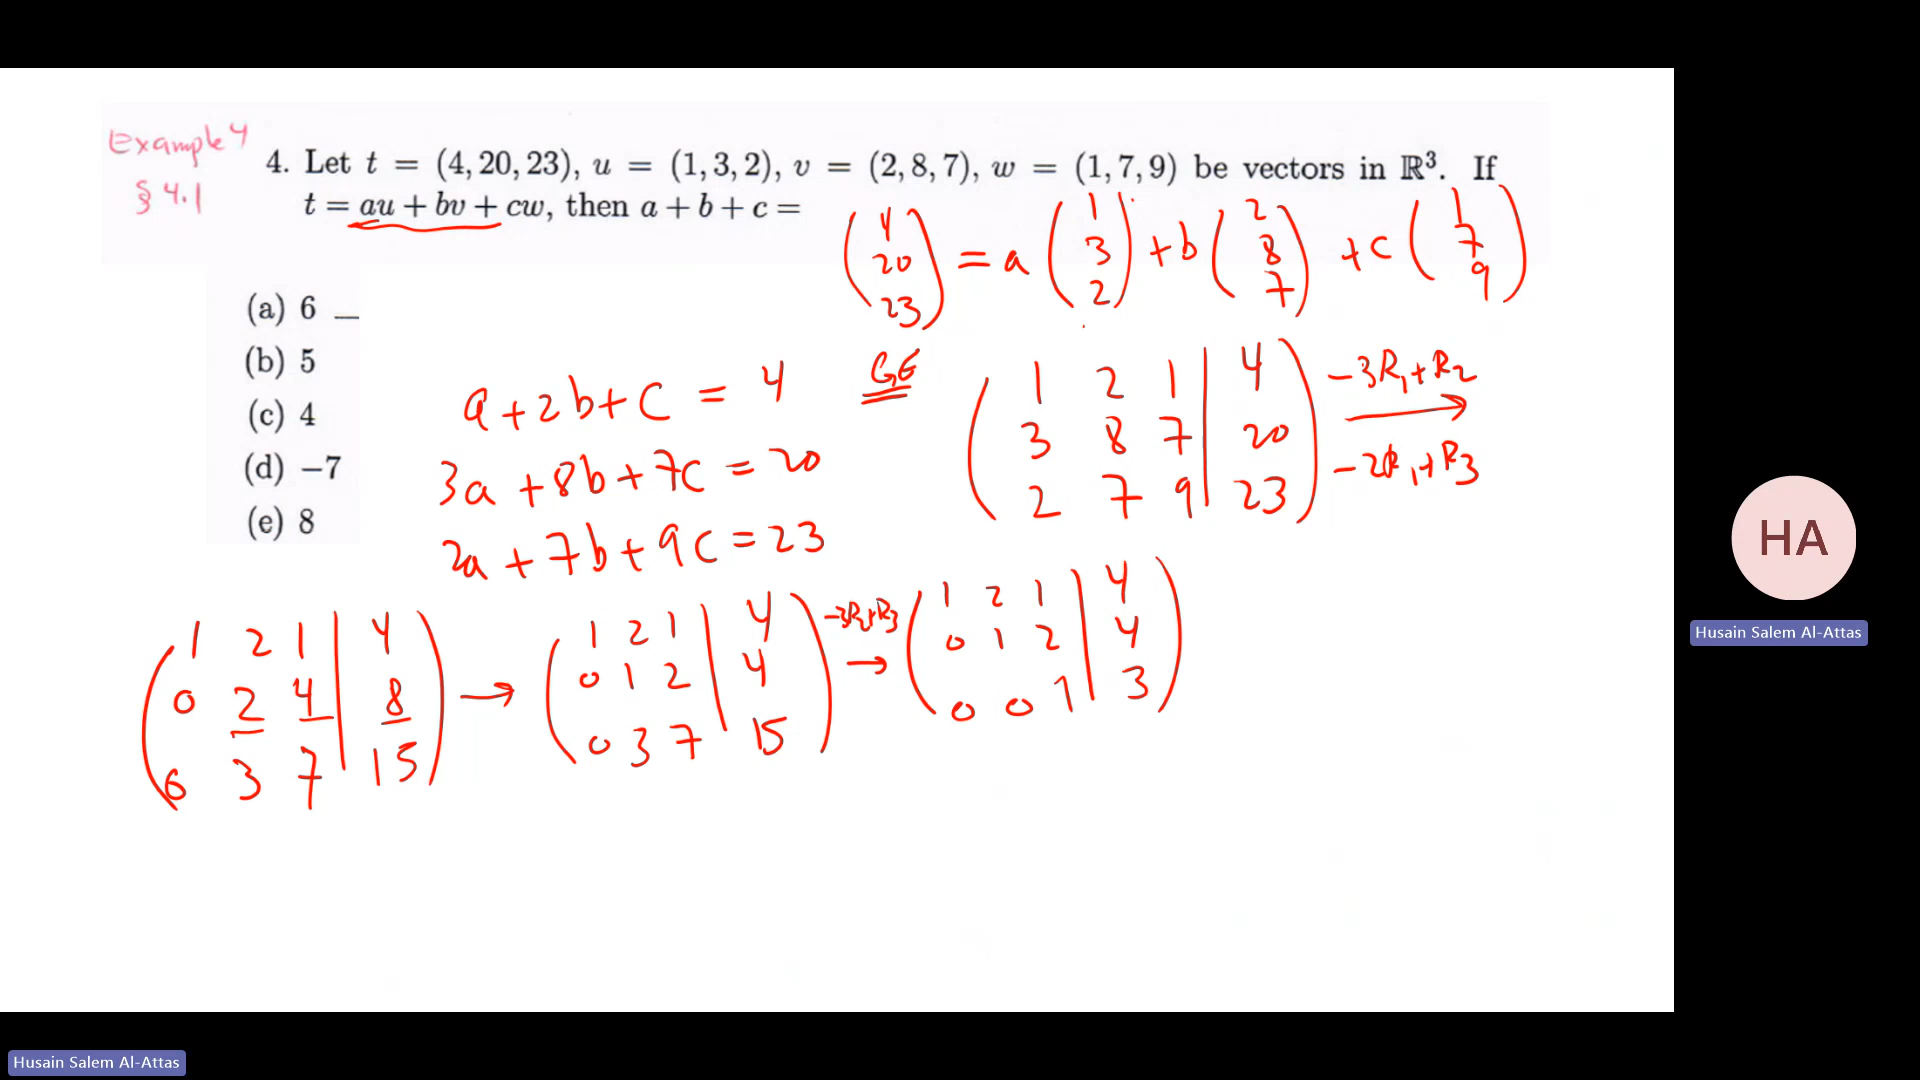 Example 4
§ 4.1
4. Let t = (4, 20, 23), u = (1, 3, 2), v = (2, 8, 7), w = (1, 7, 9) be vectors in ℝ³. If
t = au + bv + cw, then a + b + c =
(4 20 23) = a (1 3 2) + b (2 8 7) + c (1 7 9)
(a) 6
(b) 5
(c) 4
(d) −7
(e) 8
a + 2b + c = 4
3a + 8b + 7c = 20
2a + 7b + 9c = 23
GE
1 2 1 | 4
3 8 7 | 20
2 7 9 | 23
-3R1+R2
-2R1+R3
1 2 1 | 4
0 2 4 | 8
0 3 7 | 15
→
1 2 1 | 4
0 1 2 | 4
0 3 7 | 15
-3R2+R3
→
1 2 1 | 4
0 1 2 | 4
0 0 1 | 3
HA
Husain Salem Al-Attas
Husain Salem Al-Attas